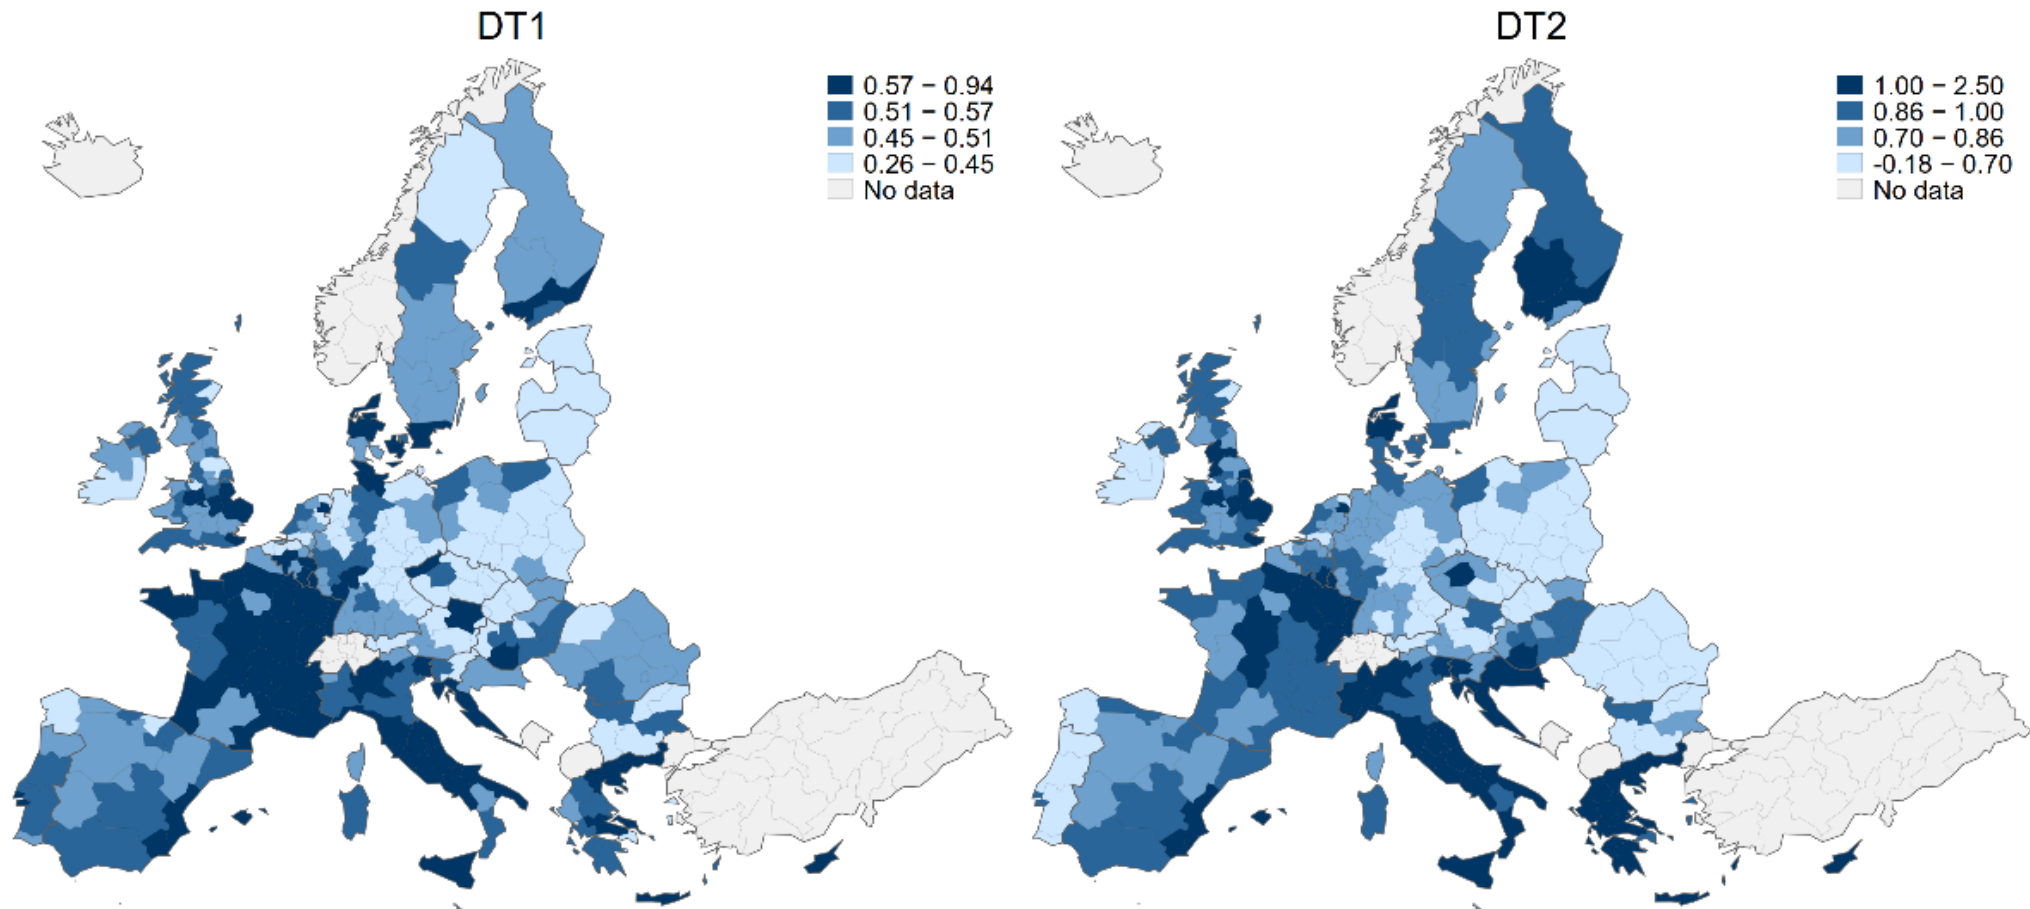 DT1
0.57 − 0.94
0.51 − 0.57
0.45 − 0.51
0.26 − 0.45
No data
DT2
1.00 − 2.50
0.86 − 1.00
0.70 − 0.86
-0.18 − 0.70
No data